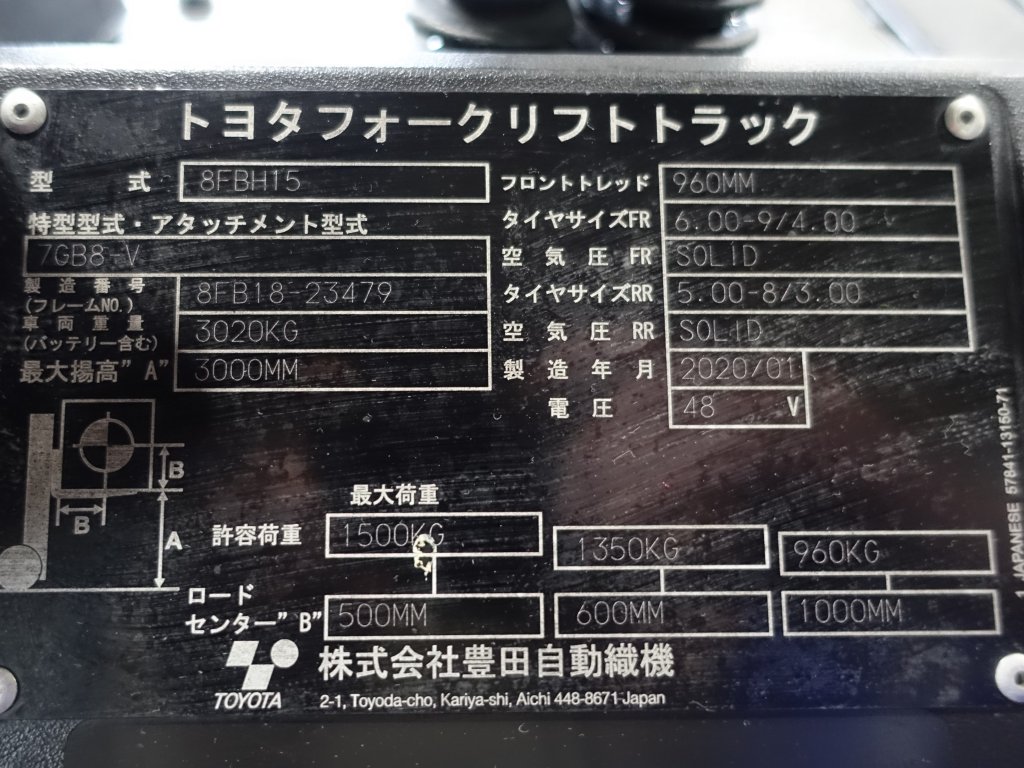 トヨタフォークリフトトラック
型 式 8FBH15
特型型式・アタッチメント型式
7GB8-V
製造番号
(フレームNO.) 8FB18-23479
車両重量
(バッテリー含む) 3020KG
最大揚高"A" 3000MM
フロントトレッド 960MM
タイヤサイズFR 6.00-9/4.00
空気圧 FR SOLID
タイヤサイズRR 5.00-8/3.00
空気圧 RR SOLID
製造年月 2020/01
電圧 48 V
B
B
A
最大荷重
許容荷重 1500KG 1350KG 960KG
ロード
センター"B" 500MM 600MM 1000MM
TOYOTA
株式会社豊田自動織機
2-1, Toyoda-cho, Kariya-shi, Aichi 448-8671 Japan
1 JAPANESE 57841-13150-71